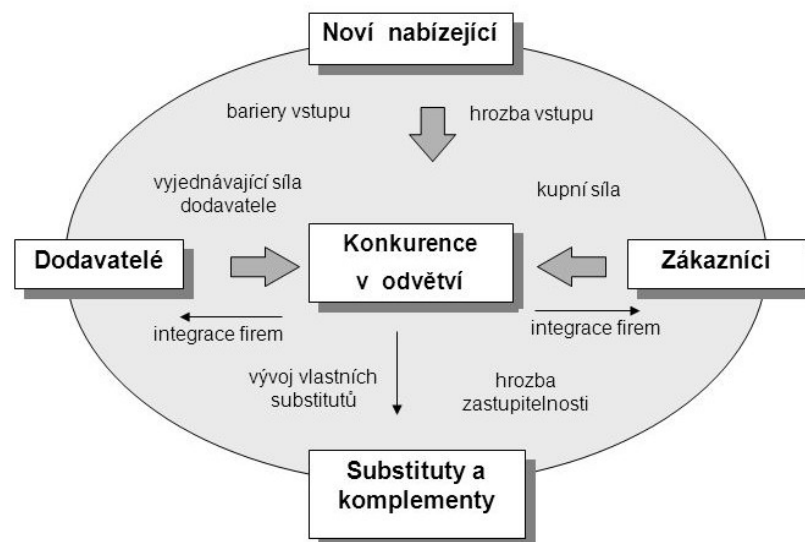 Noví nabízející
bariery vstupu
hrozba vstupu
vyjednávající síla
dodavatele
kupní síla
Dodavatelé
Konkurence
v odvětví
Zákazníci
integrace firem
integrace firem
vývoj vlastních
substitutů
hrozba
zastupitelnosti
Substituty a
komplementy